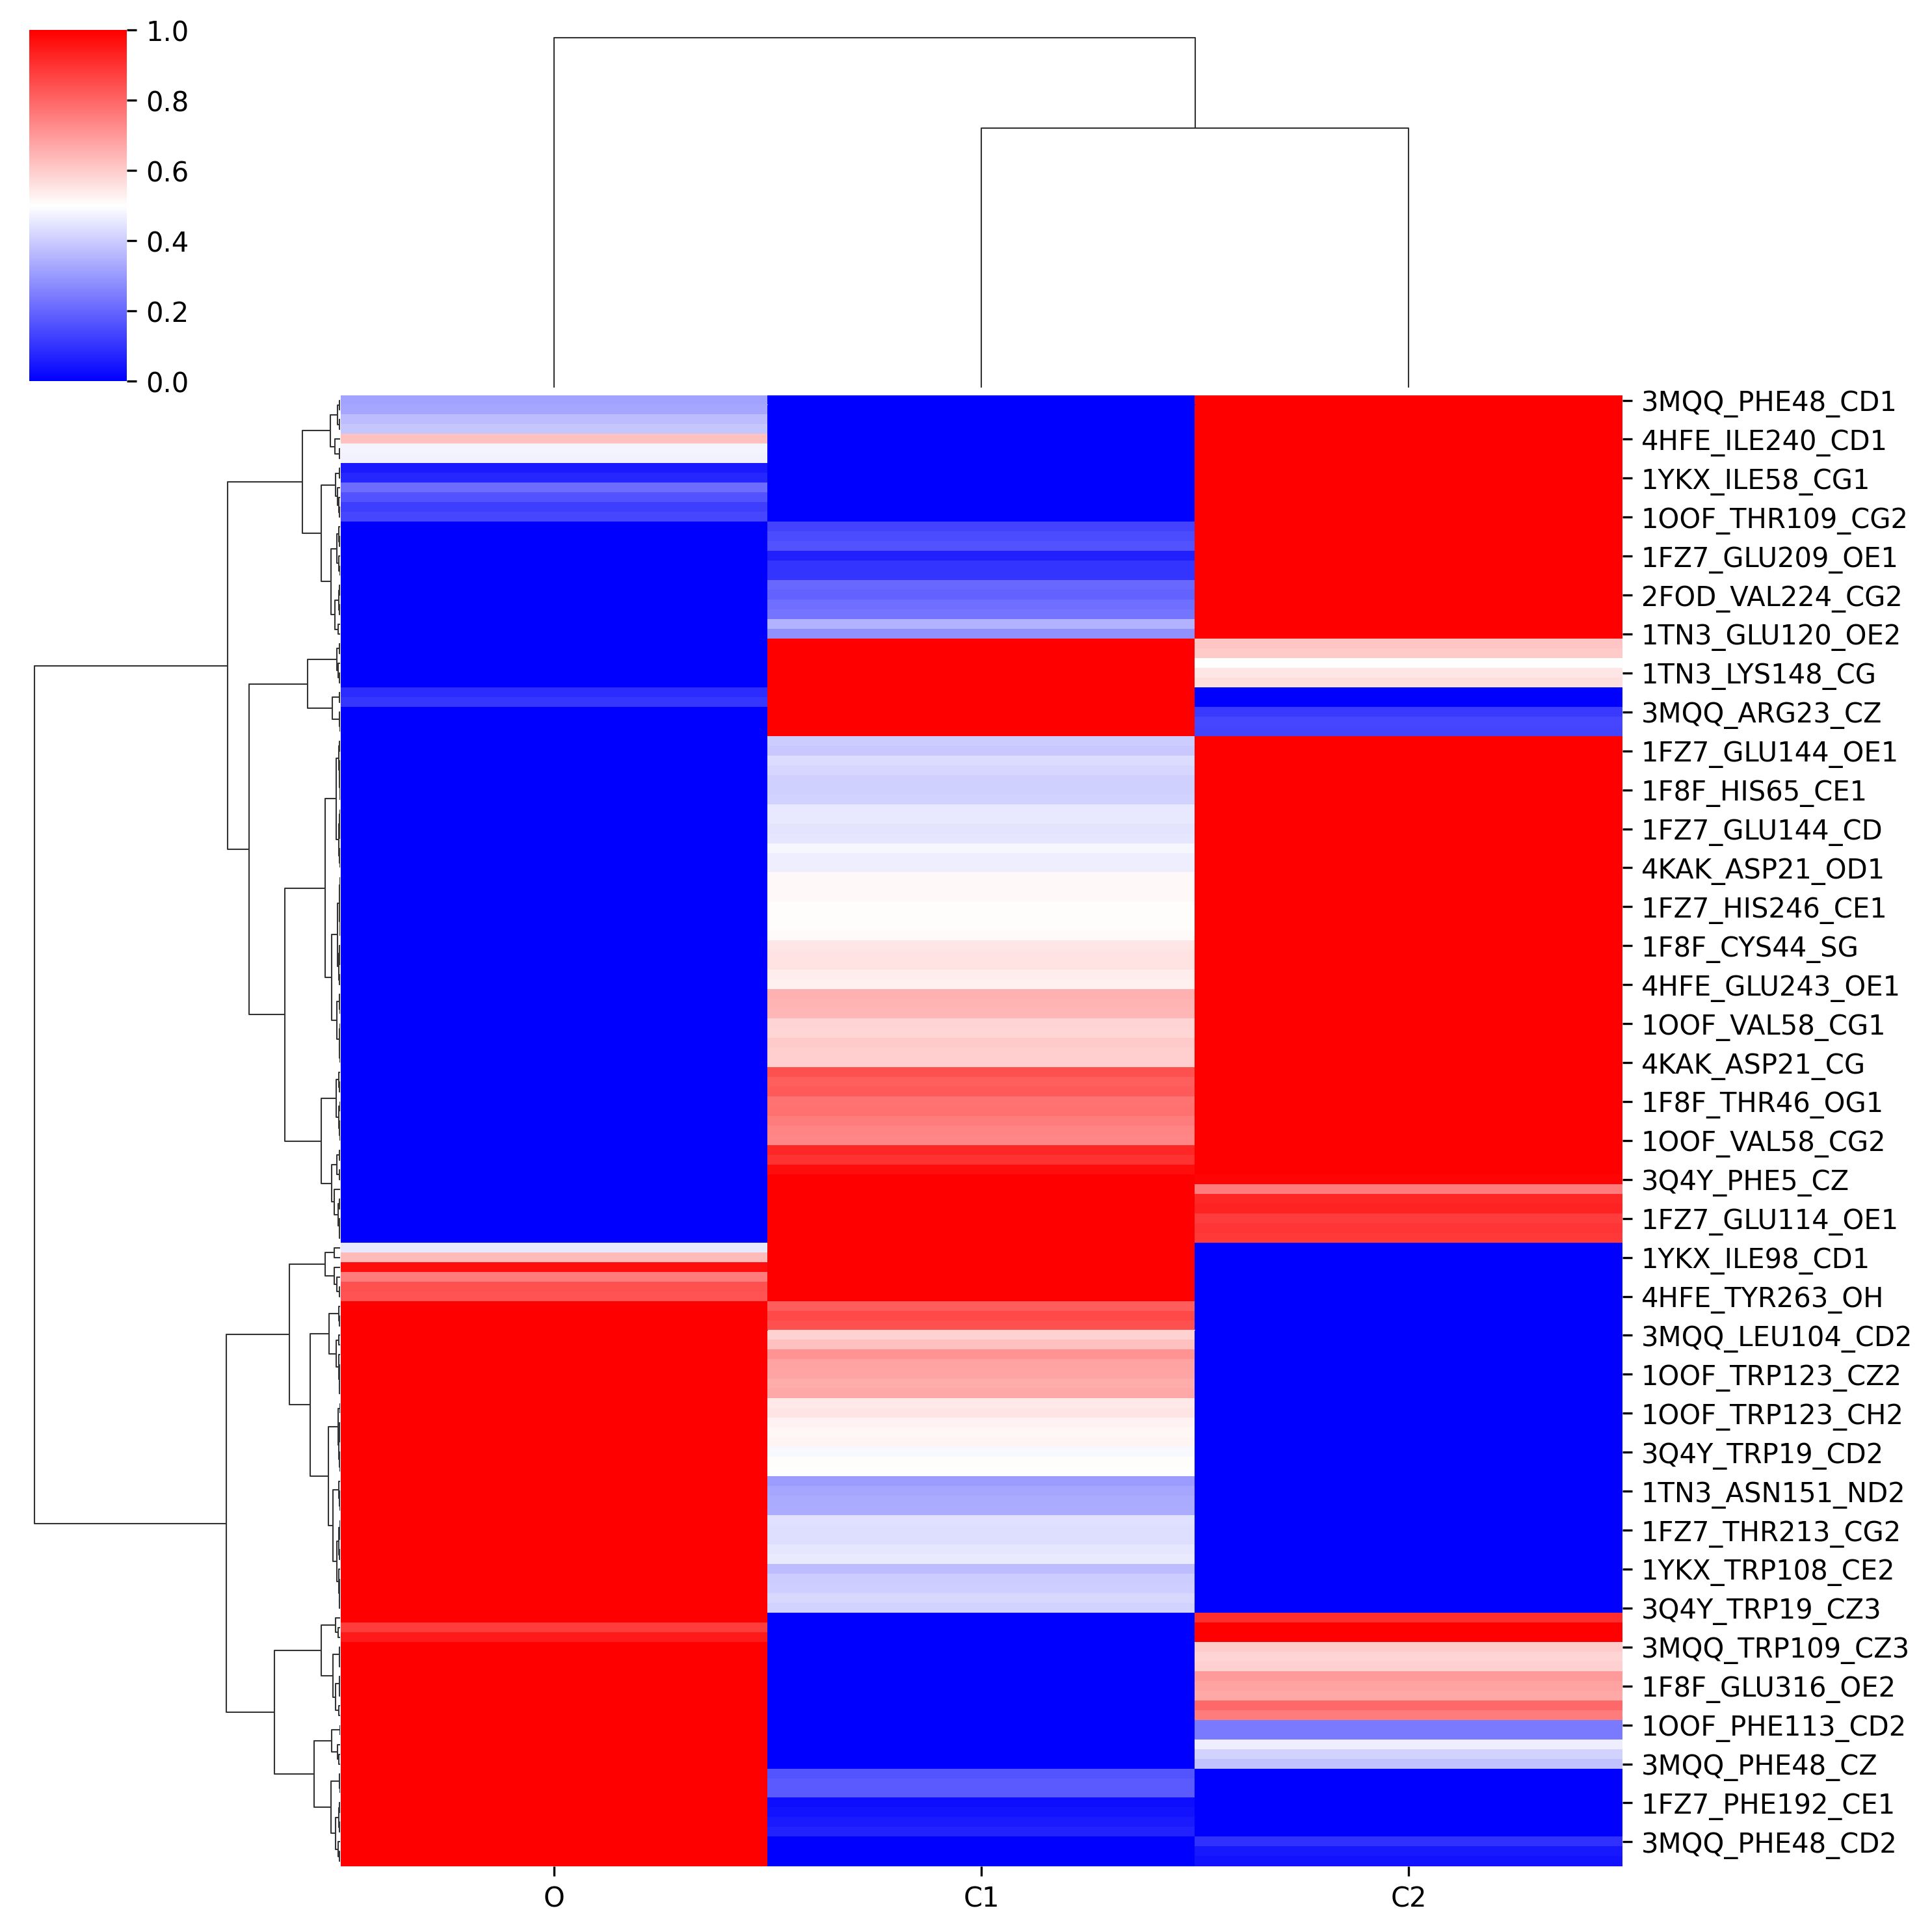 1.0
0.8
0.6
0.4
0.2
0.0
3MQQ_PHE48_CD1
4HFE_ILE240_CD1
1YKX_ILE58_CG1
1OOF_THR109_CG2
1FZ7_GLU209_OE1
2FOD_VAL224_CG2
1TN3_GLU120_OE2
1TN3_LYS148_CG
3MQQ_ARG23_CZ
1FZ7_GLU144_OE1
1F8F_HIS65_CE1
1FZ7_GLU144_CD
4KAK_ASP21_OD1
1FZ7_HIS246_CE1
1F8F_CYS44_SG
4HFE_GLU243_OE1
1OOF_VAL58_CG1
4KAK_ASP21_CG
1F8F_THR46_OG1
1OOF_VAL58_CG2
3Q4Y_PHE5_CZ
1FZ7_GLU114_OE1
1YKX_ILE98_CD1
4HFE_TYR263_OH
3MQQ_LEU104_CD2
1OOF_TRP123_CZ2
1OOF_TRP123_CH2
3Q4Y_TRP19_CD2
1TN3_ASN151_ND2
1FZ7_THR213_CG2
1YKX_TRP108_CE2
3Q4Y_TRP19_CZ3
3MQQ_TRP109_CZ3
1F8F_GLU316_OE2
1OOF_PHE113_CD2
3MQQ_PHE48_CZ
1FZ7_PHE192_CE1
3MQQ_PHE48_CD2
O C1 C2